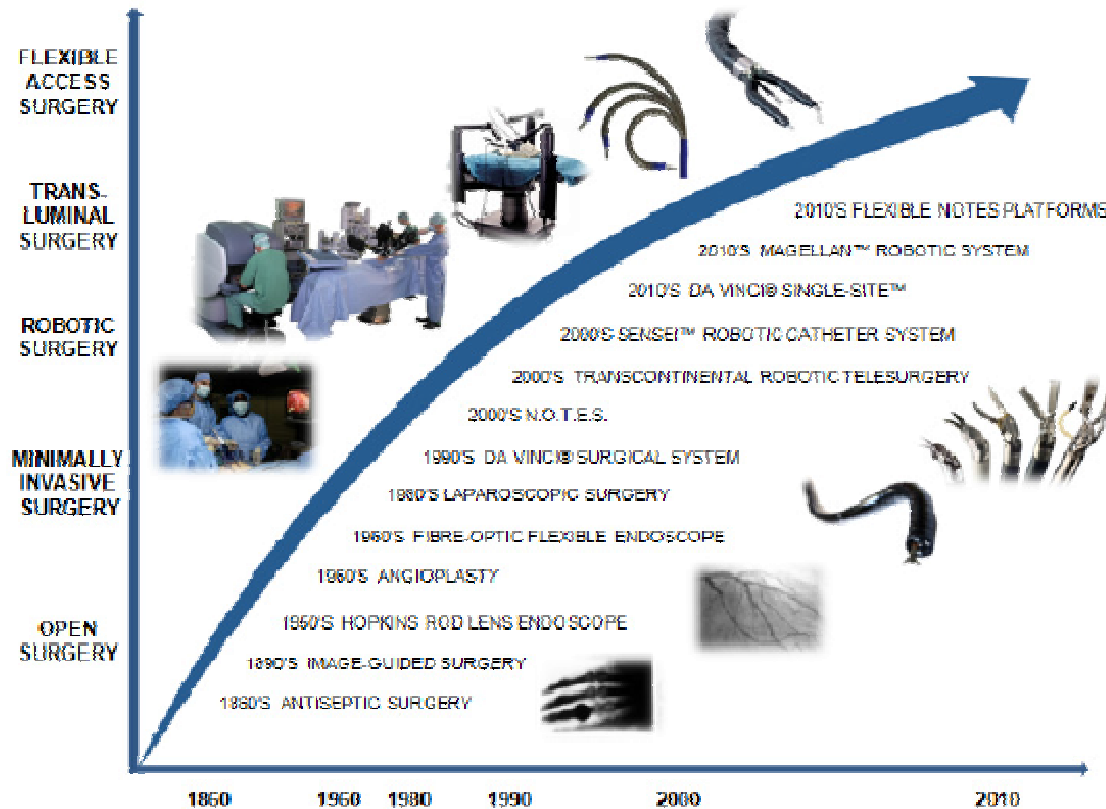 FLEXIBLE
ACCESS
SURGERY
TRANS-
LUMINAL
SURGERY
ROBOTIC
SURGERY
MINIMALLY
INVASIVE
SURGERY
OPEN
SURGERY
2010'S FLEXIBLE NOTES PLATFORMS
2010'S MAGELLAN™ ROBOTIC SYSTEM
2010'S DA VINCI® SINGLE-SITE™
2000'S SENSEI™ ROBOTIC CATHETER SYSTEM
2000'S TRANSCONTINENTAL ROBOTIC TELESURGERY
2000'S N.O.T.E.S.
1990'S DA VINCI® SURGICAL SYSTEM
1980'S LAPAROSCOPIC SURGERY
1960'S FIBRE-OPTIC FLEXIBLE ENDOSCOPE
1960'S ANGIOPLASTY
1950'S HOPKINS ROD LENS ENDOSCOPE
1890'S IMAGE-GUIDED SURGERY
1860'S ANTISEPTIC SURGERY
1860 1960 1980 1990 2000 2010